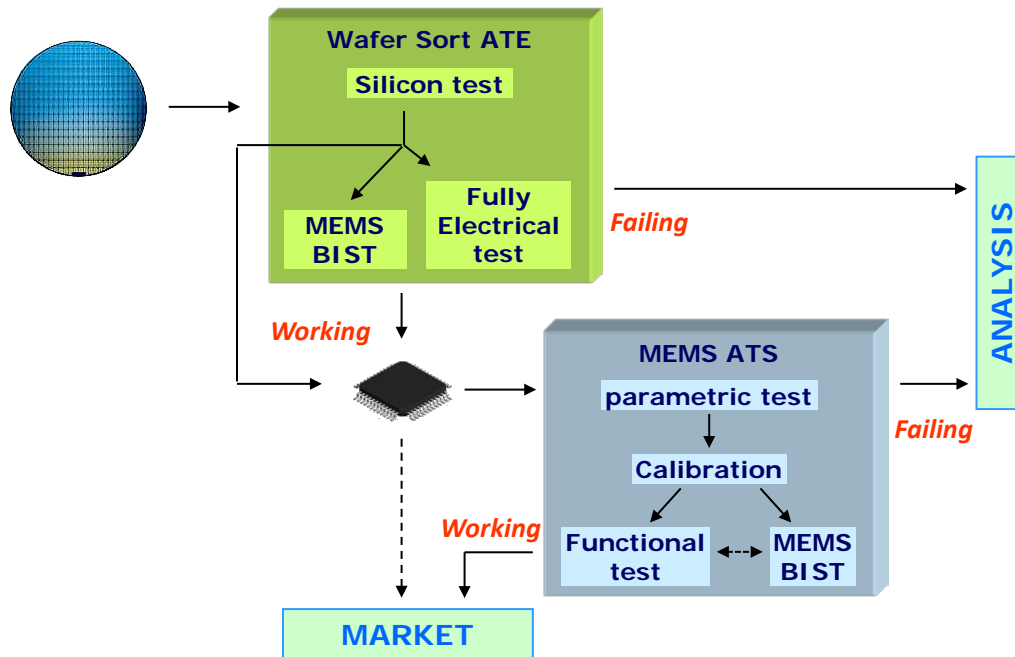 Wafer Sort ATE
Silicon test
MEMS
BIST
Fully
Electrical
test
Failing
Working
ANALYSIS
MEMS ATS
parametric test
Calibration
Failing
Working
Functional
test
MEMS
BIST
MARKET